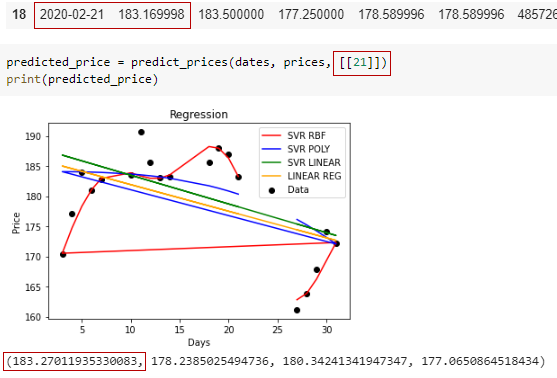 18 2020-02-21 183.169998 183.500000 177.250000 178.589996 178.589996 485726
predicted_price = predict_prices(dates, prices, [[21]])
print(predicted_price)
Regression
SVR RBF
SVR POLY
SVR LINEAR
LINEAR REG
Data
190
185
180
175
170
165
160
Price
5 10 15 20 25 30
Days
(183.27011935330083, 178.2385025494736, 180.34241341947347, 177.0650864518434)